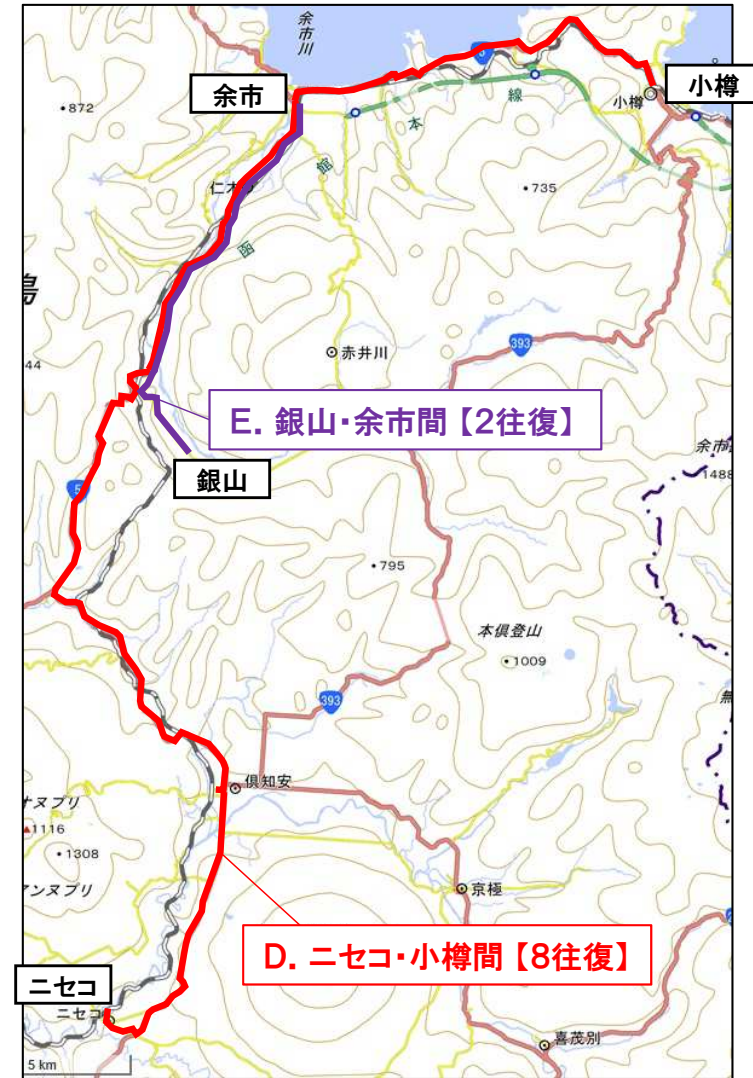 余市川
余市
小樽
5
小樽
872
函館本線
仁木
735
島
赤井川
393
44
E. 銀山・余市間【2往復】
余市
1488
銀山
5
795
本倶登山
1009
393
無
倶知安
オヌプリ
1116
1308
アンヌプリ
京極
D. ニセコ・小樽間【8往復】
ニセコ
ニセコ
喜茂別
5 km